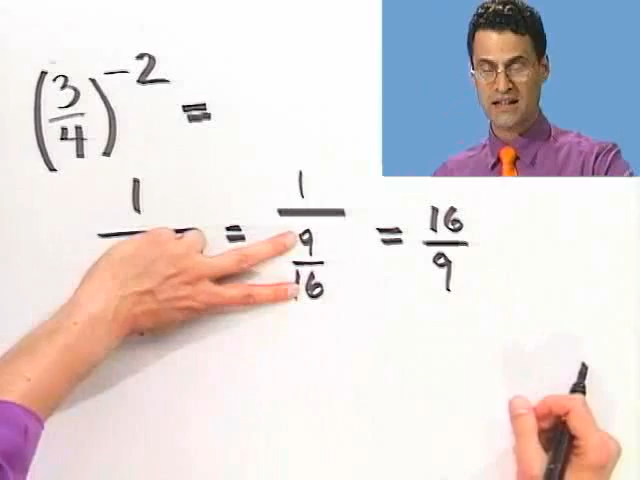 (3/4)^-2 =
1/ = 1/(9/16) = 16/9